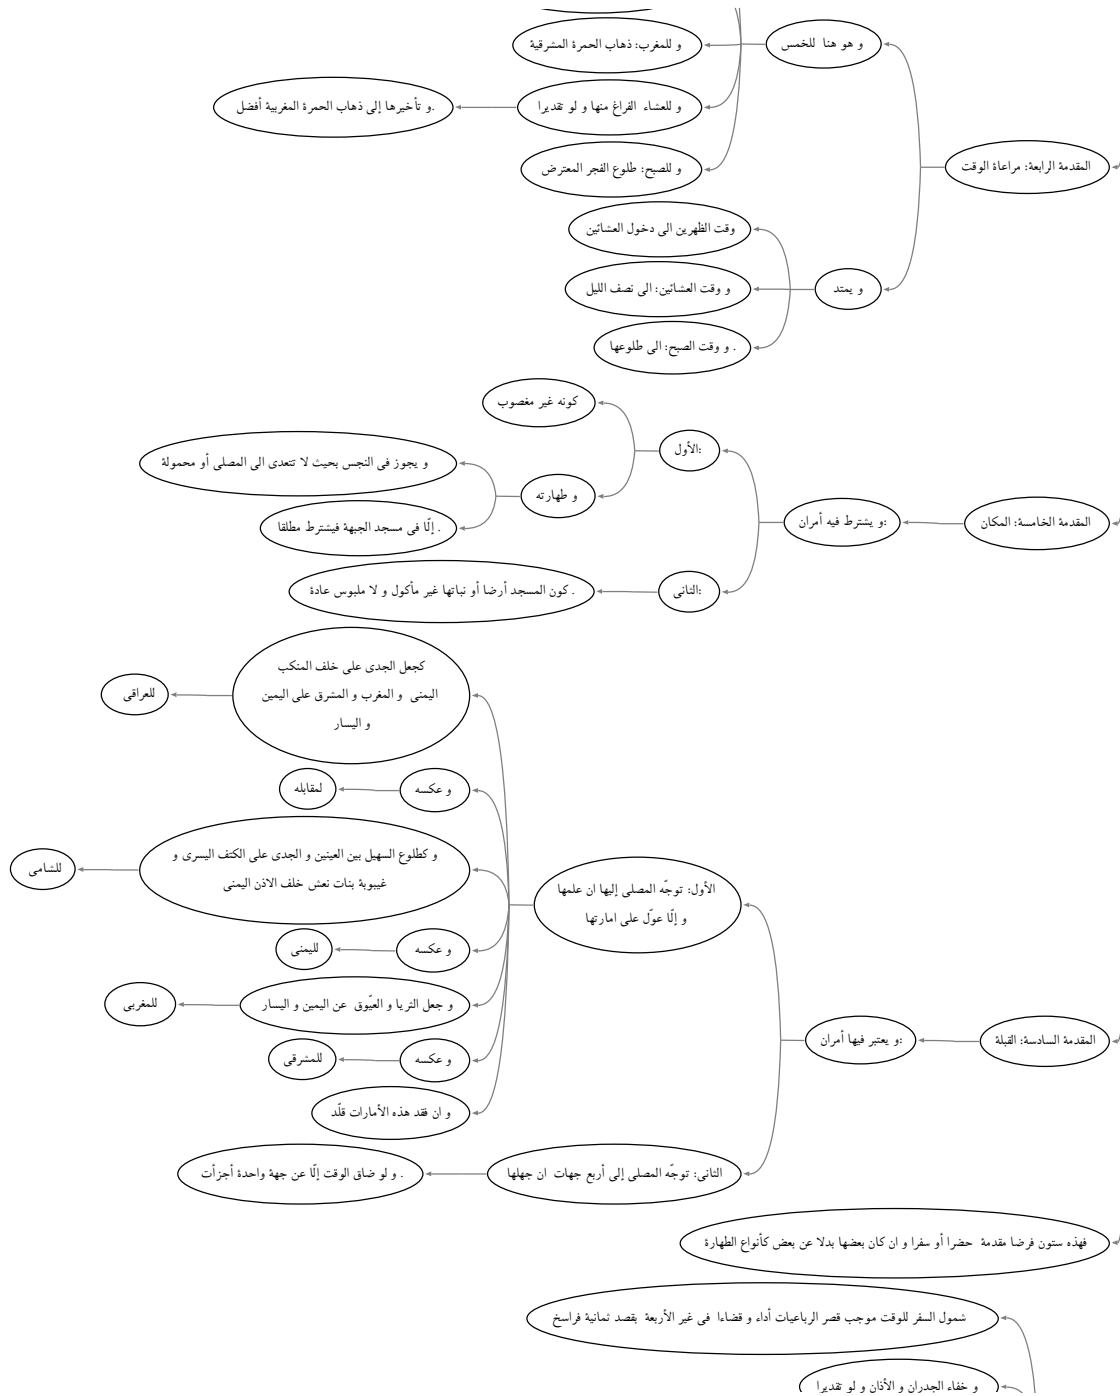 المقدمة الرابعة: مراعاة الوقت
و هو هنا للخمس
و للمغرب: ذهاب الحمرة المشرقية
و للعشاء الفراغ منها و لو تقديرا
.و تأخيرها إلى ذهاب الحمرة المغربية أفضل
و للصبح: طلوع الفجر المعترض
و يمتد
وقت الظهرين الى دخول العشائين
و وقت العشائين: الى نصف الليل
. و وقت الصبح: الى طلوعها
المقدمة الخامسة: المكان
:و يشترط فيه أمران
:الأول
كونه غير مغصوب
و طهارته
و يجوز فى النجس بحيث لا تتعدى الى المصلى أو محمولة
. إلّا فى مسجد الجبهة فيشترط مطلقا
:الثانى
. كون المسجد أرضا أو نباتها غير مأكول و لا ملبوس عادة
المقدمة السادسة: القبلة
:و يعتبر فيها أمران
الأول: توجّه المصلى إليها ان علمها
و إلّا عوّل على امارتها
كجعل الجدى على خلف المنكب
اليمنى و المغرب و المشرق على اليمين
و اليسار
للعراقى
و عكسه
لمقابله
و كطلوع السهيل بين العينين و الجدى على الكتف اليسرى و
غيبوبة بنات نعش خلف الاذن اليمنى
للشامى
و عكسه
لليمنى
و جعل الثريا و العيّوق عن اليمين و اليسار
للمغربى
و عكسه
للمشرقى
و ان فقد هذه الأمارات قلّد
الثانى: توجّه المصلى إلى أربع جهات ان جهلها
. و لو ضاق الوقت إلّا عن جهة واحدة أجزأت
فهذه ستون فرضا مقدمة حضرا أو سفرا و ان كان بعضها بدلا عن بعض كأنواع الطهارة
شمول السفر للوقت موجب قصر الرباعيات أداء و قضاءا فى غير الأربعة بقصد ثمانية فراسخ
و خفاء الجدران و الأذان و لو تقديرا